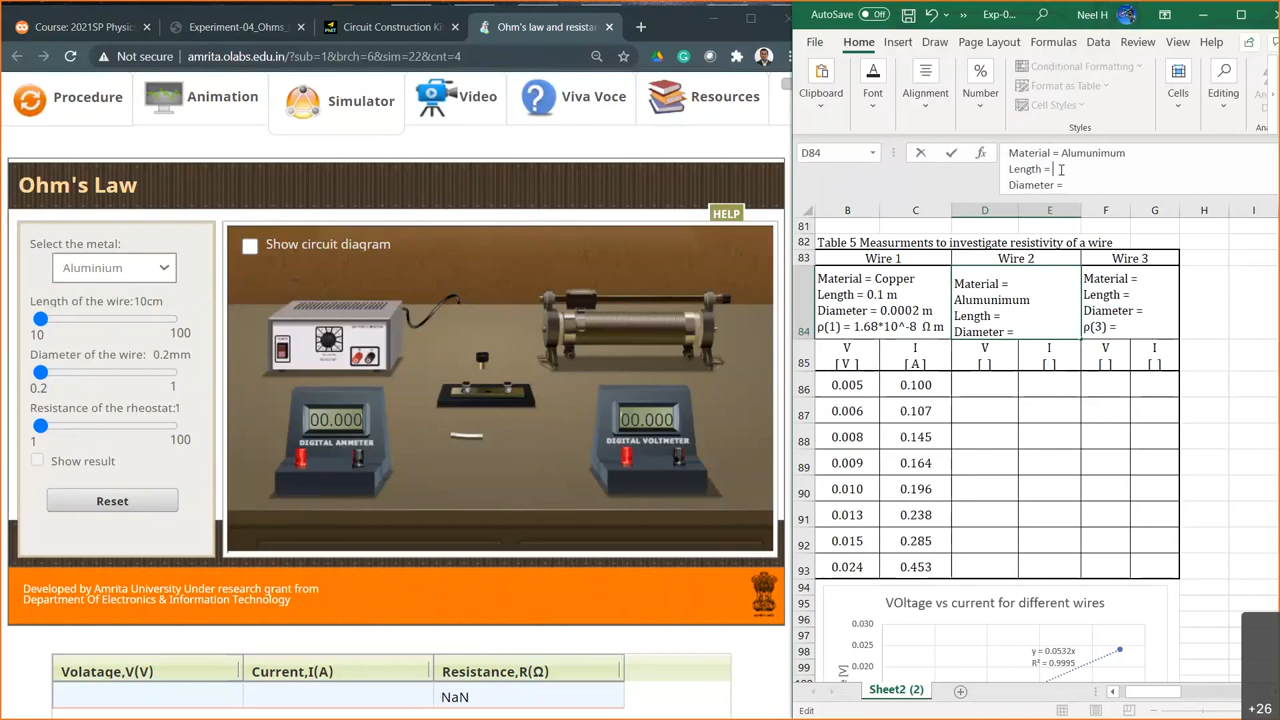 Course: 2021SP Physic
Experiment-04_Ohms_
Circuit Construction Ki
Ohm's law and resista
AutoSave
Off
Exp-0...
Neel H
Not secure
amrita.olabs.edu.in/?sub=1&brch=6&sim=22&cnt=4
File
Home
Insert
Draw
Page Layout
Formulas
Data
Review
View
Help
Procedure
Animation
Simulator
Video
Viva Voce
Resources
Clipboard
Font
Alignment
Number
Conditional Formatting
Format as Table
Cell Styles
Styles
Cells
Editing
D84
fx
Material = Alumunimum
Length =
Diameter =
Ohm's Law
HELP
Select the metal:
Aluminium
Length of the wire:10cm
10
100
Diameter of the wire: 0.2mm
0.2
1
Resistance of the rheostat:1
1
100
Show result
Reset
Show circuit diagram
00.000
DIGITAL AMMETER
00.000
DIGITAL VOLTMETER
Developed by Amrita University Under research grant from
Department Of Electronics & Information Technology
Volatage,V(V)
Current,I(A)
Resistance,R(Ω)
NaN
B C D E F G H I
81
82 Table 5 Measurments to investigate resistivity of a wire
83 Wire 1 Wire 2 Wire 3
84
Material = Copper
Length = 0.1 m
Diameter = 0.0002 m
ρ(1) = 1.68*10^-8 Ω m
Material =
Alumunimum
Length =
Diameter =
Material =
Length =
Diameter =
ρ(3) =
V I V I V I
85 [ V ] [ A ] [ ] [ ] [ ] [ ]
86 0.005 0.100
87 0.006 0.107
88 0.008 0.145
89 0.009 0.164
90 0.010 0.196
91 0.013 0.238
92 0.015 0.285
93 0.024 0.453
94
95
96
97
98
99
VOltage vs current for different wires
0.030
0.025
0.020
y = 0.0532x
R² = 0.9995
Sheet2 (2)
Edit
+26